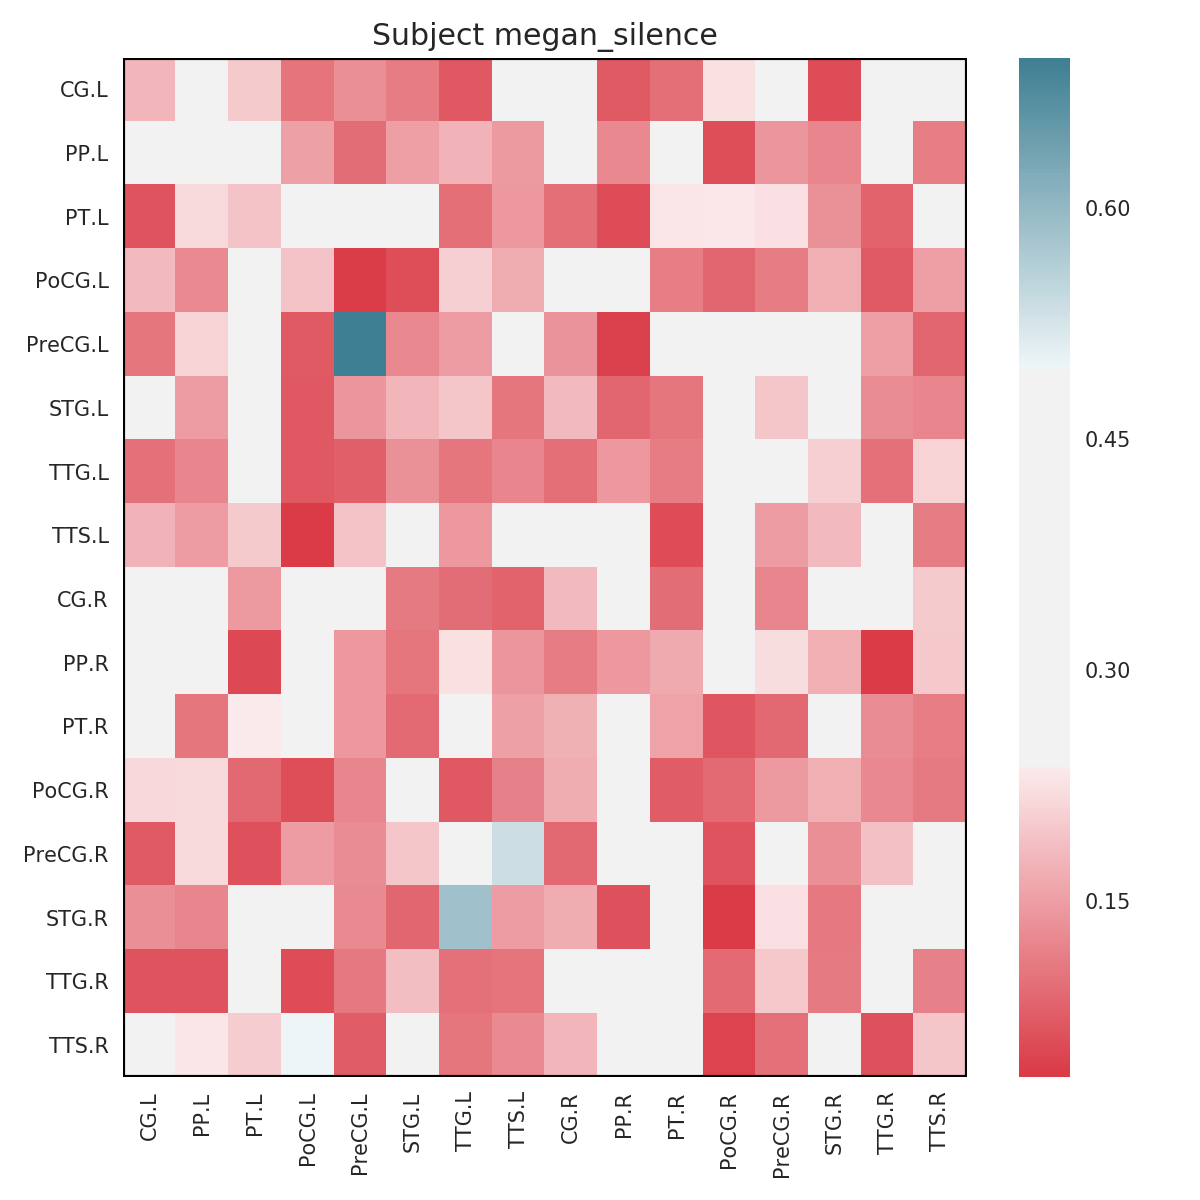 Subject megan_silence
CG.L
PP.L
PT.L
PoCG.L
PreCG.L
STG.L
TTG.L
TTS.L
CG.R
PP.R
PT.R
PoCG.R
PreCG.R
STG.R
TTG.R
TTS.R
CG.L
PP.L
PT.L
PoCG.L
PreCG.L
STG.L
TTG.L
TTS.L
CG.R
PP.R
PT.R
PoCG.R
PreCG.R
STG.R
TTG.R
TTS.R
0.60
0.45
0.30
0.15